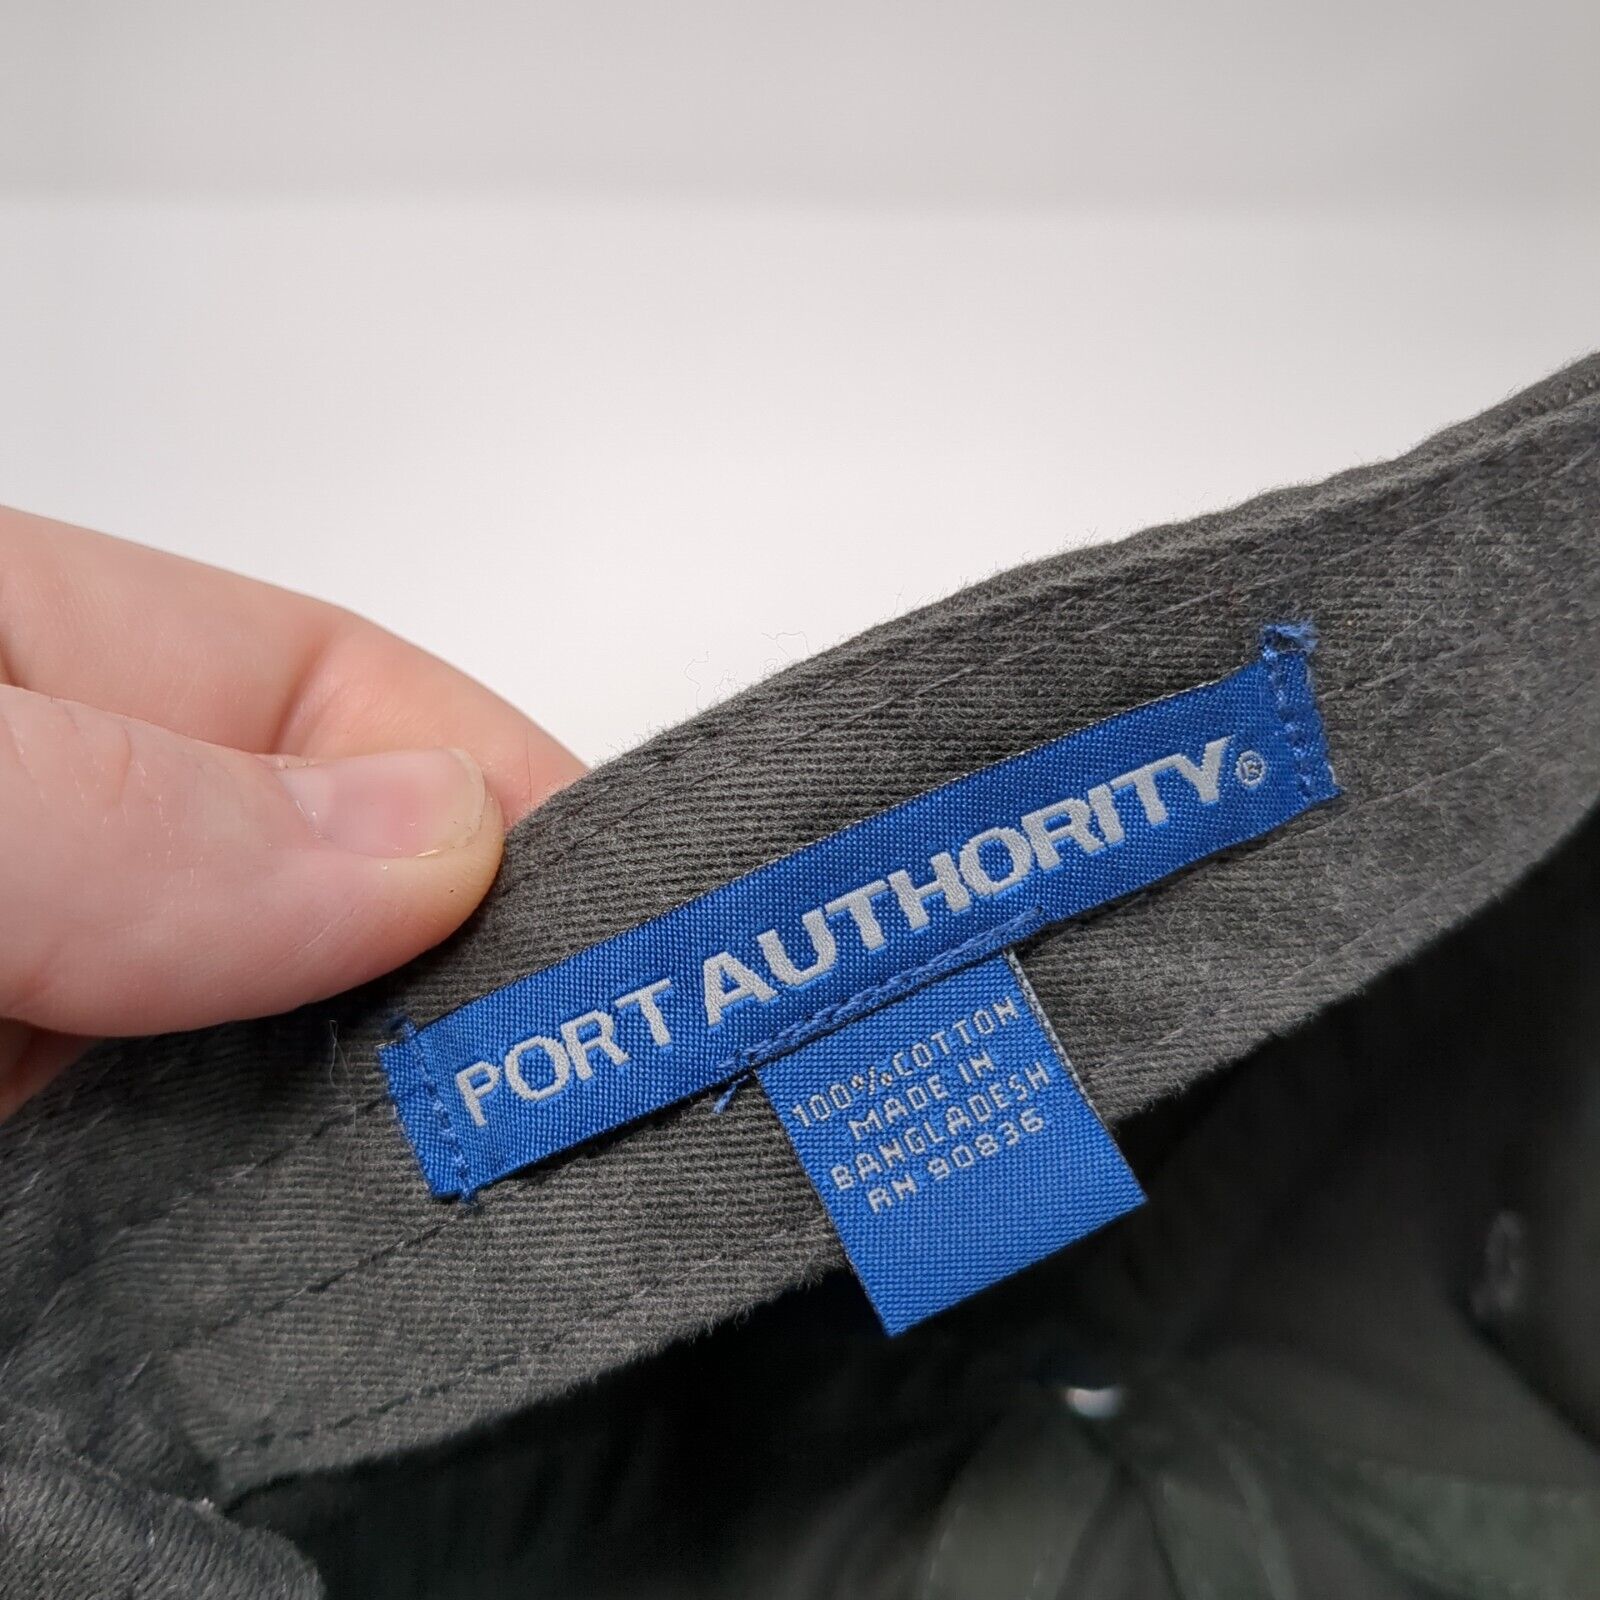 PORT AUTHORITY®
100% COTTON
MADE IN
BANGLADESH
RN 90836